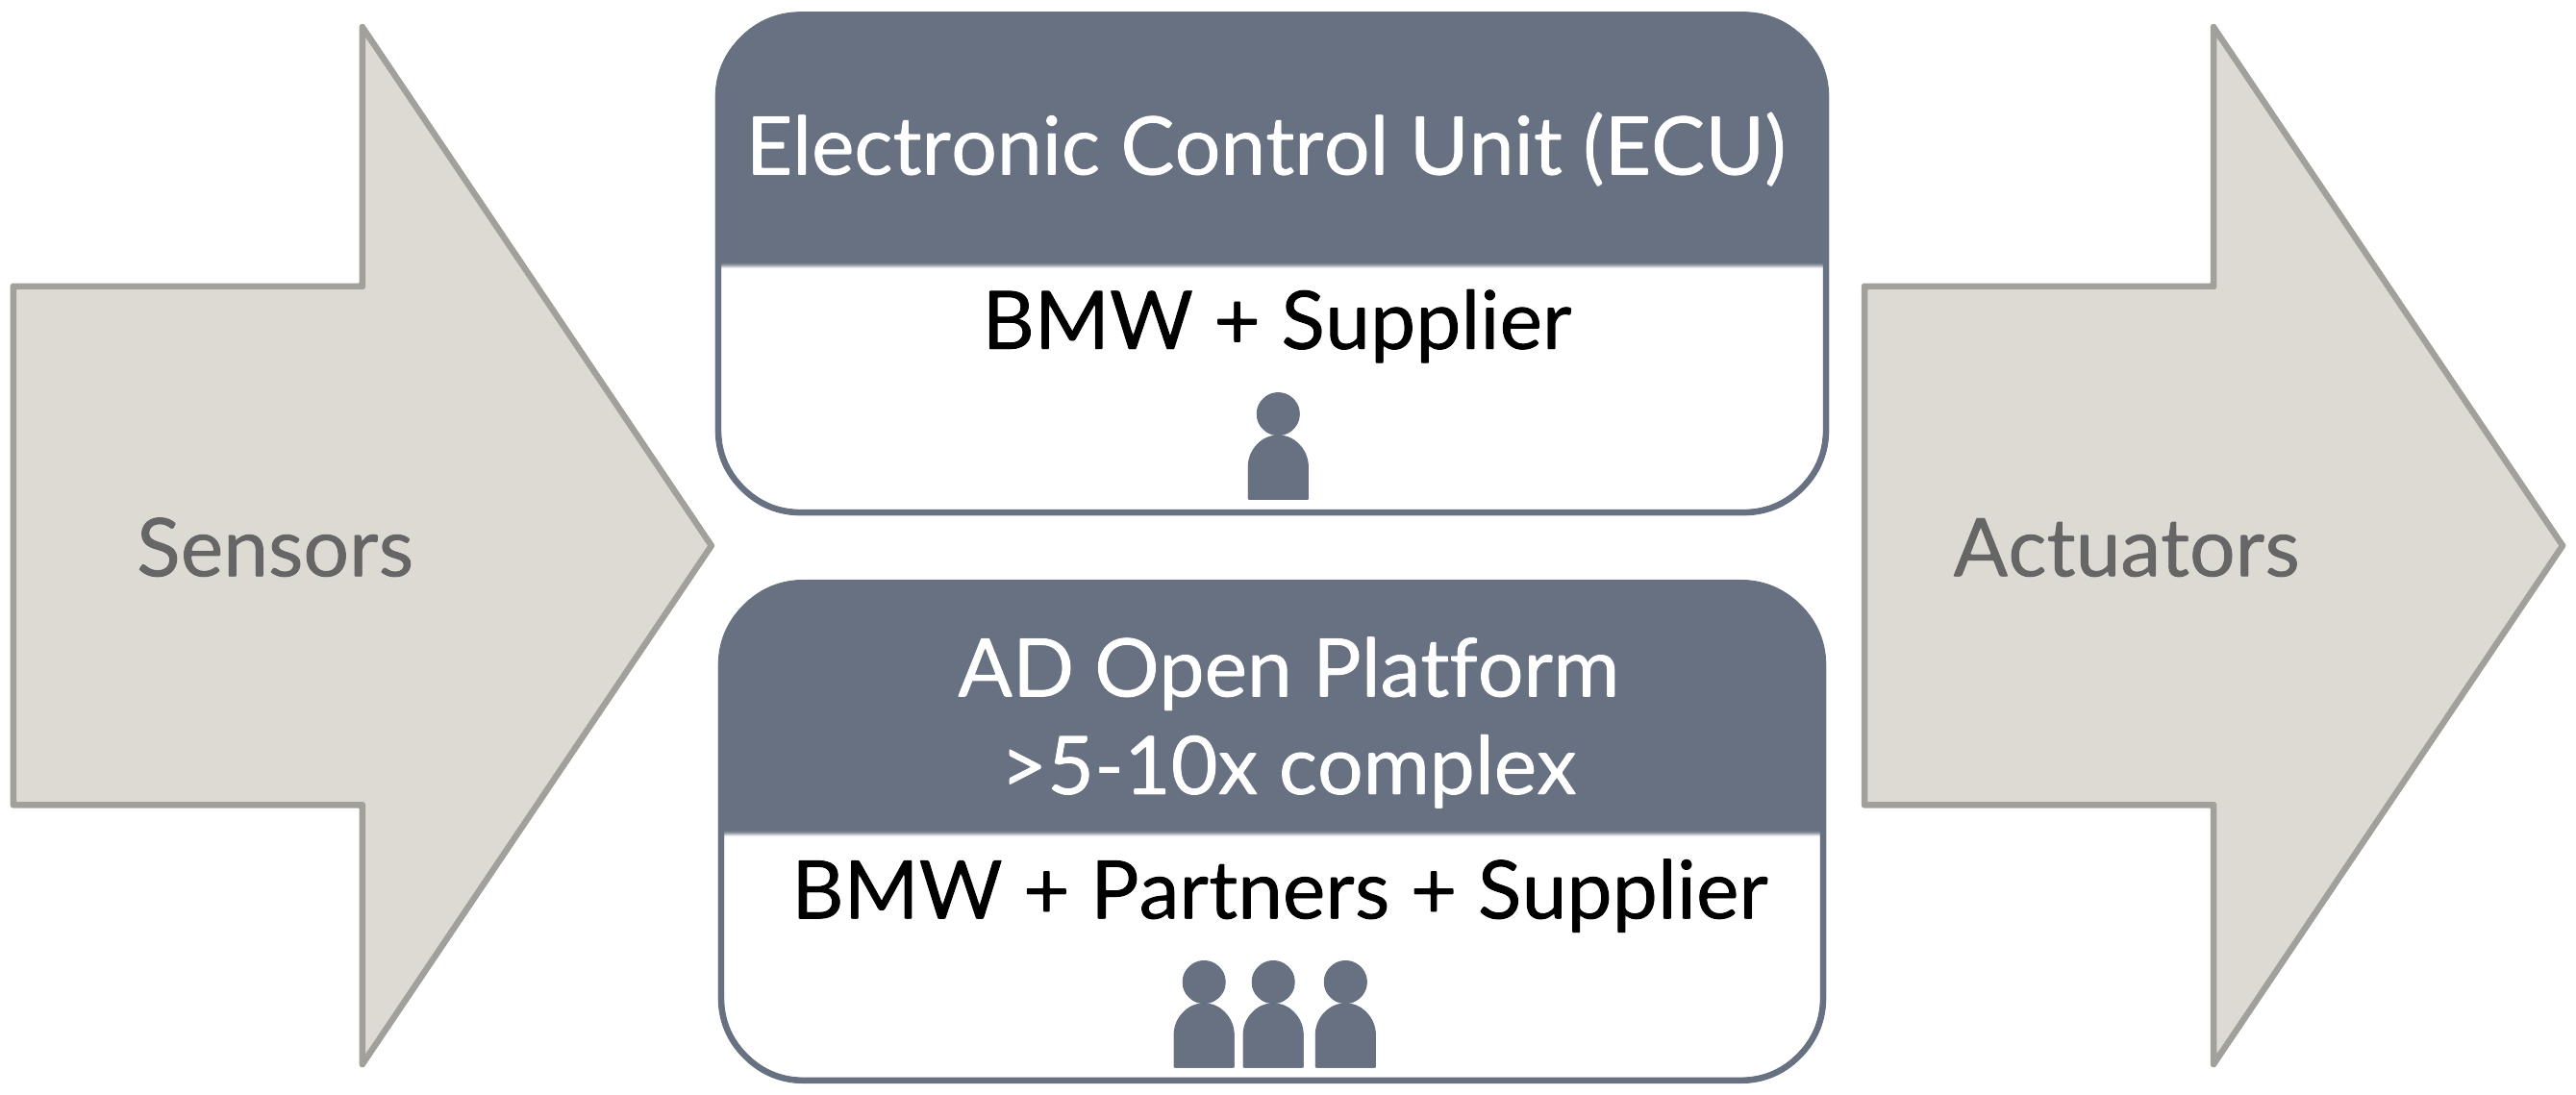 Sensors
Electronic Control Unit (ECU)
BMW + Supplier
AD Open Platform
>5-10x complex
BMW + Partners + Supplier
Actuators